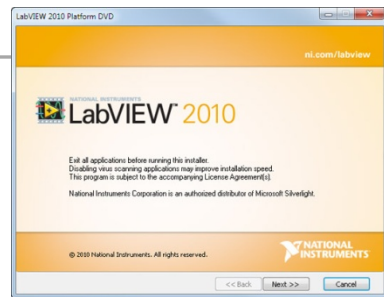 LabVIEW 2010 Platform DVD
ni.com/labview
NATIONAL INSTRUMENTS
LabVIEW™ 2010
Exit all applications before running this installer.
Disabling virus scanning applications may improve installation speed.
This program is subject to the accompanying License Agreement(s).
National Instruments Corporation is an authorized distributor of Microsoft Silverlight.
© 2010 National Instruments. All rights reserved.
NATIONAL
INSTRUMENTS
<< Back Next >> Cancel